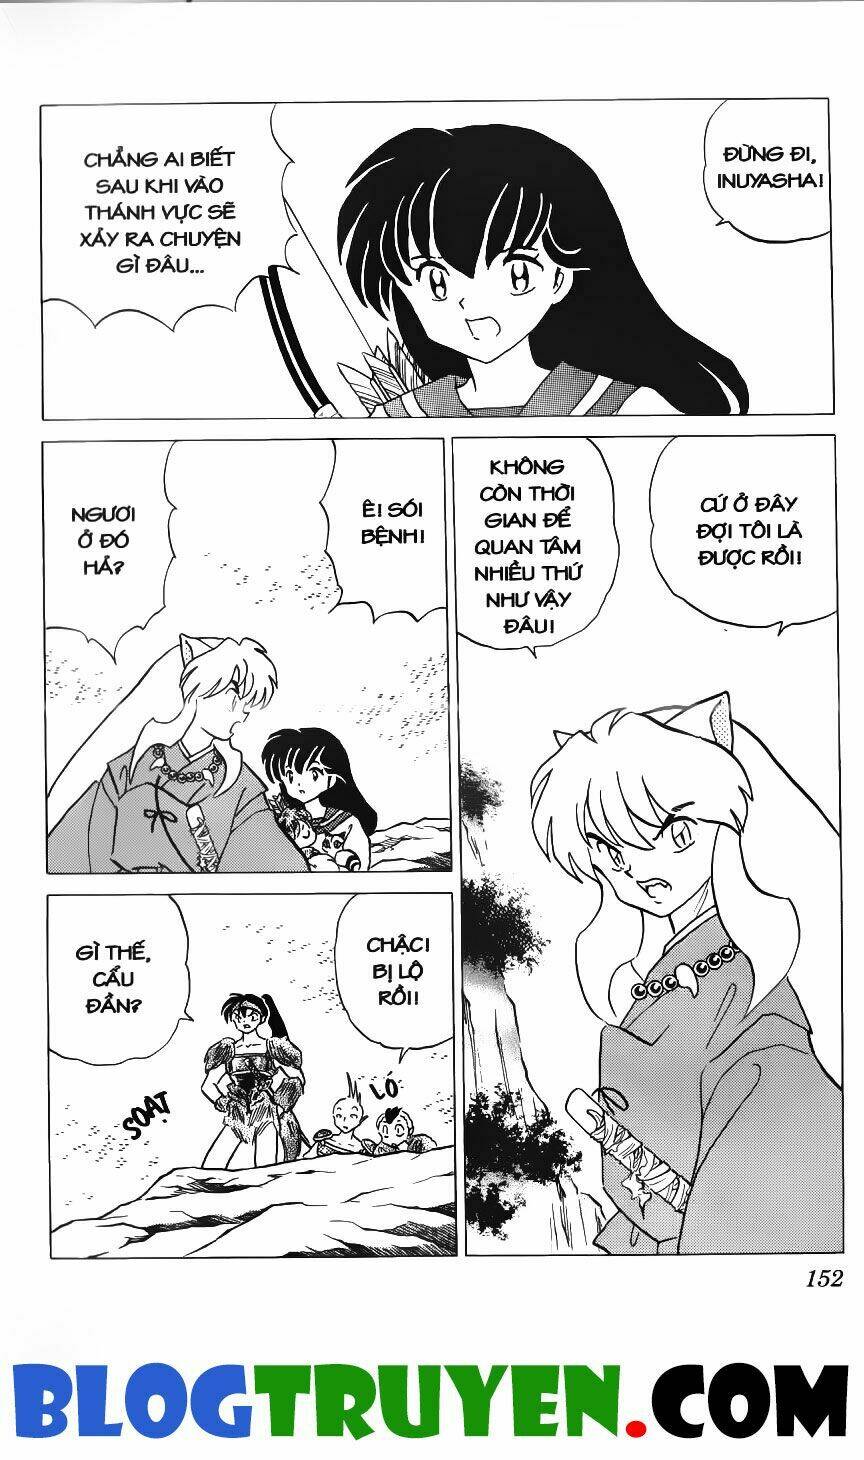 ĐỪNG ĐI,
INUYASHA!
CHẲNG AI BIẾT
SAU KHI VÀO
THÁNH VỰC SẼ
XẢY RA CHUYỆN
GÌ ĐÂU...
CỨ Ở ĐÂY
ĐỢI TÔI LÀ
ĐƯỢC RỒI!
KHÔNG
CÒN THỜI
GIAN ĐỂ
QUAN TÂM
NHIỀU THỨ
NHƯ VẬY
ĐÂU!
Ê! SÓI
BỆNH!
NGƯƠI
Ở ĐÓ
HẢ?
CHẬC!
BỊ LỘ
RỒI!
LÓ
GÌ THẾ,
CẨU
ĐẦN?
SOẠT
152
BLOGTRUYEN.COM